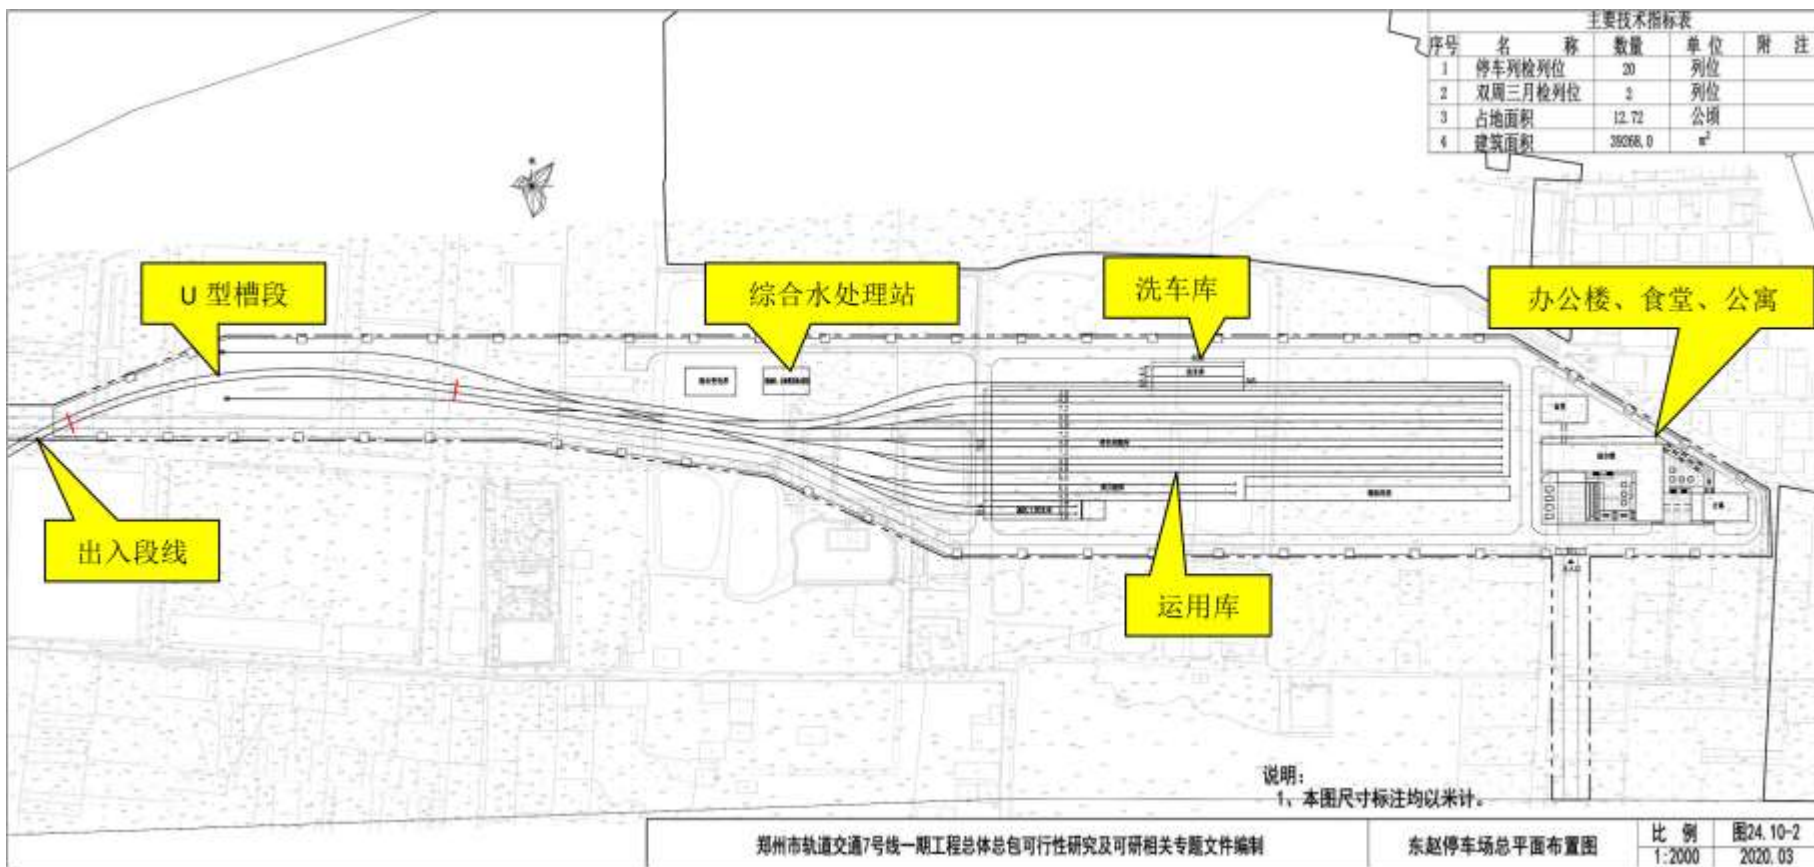 主要技术指标表
序号 名 称 数量 单位 附 注
1 停车列检列位 20 列位
2 双周三月检列位 2 列位
3 占地面积 12.72 公顷
4 建筑面积 39268.0 m²
U 型槽段
综合水处理站
洗车库
办公楼、食堂、公寓
出入段线
运用库
说明:
1、本图尺寸标注均以米计。
郑州市轨道交通7号线一期工程总体总包可行性研究及可研相关专题文件编制
东赵停车场总平面布置图
比 例
图24.10-2
1:2000
2020.03